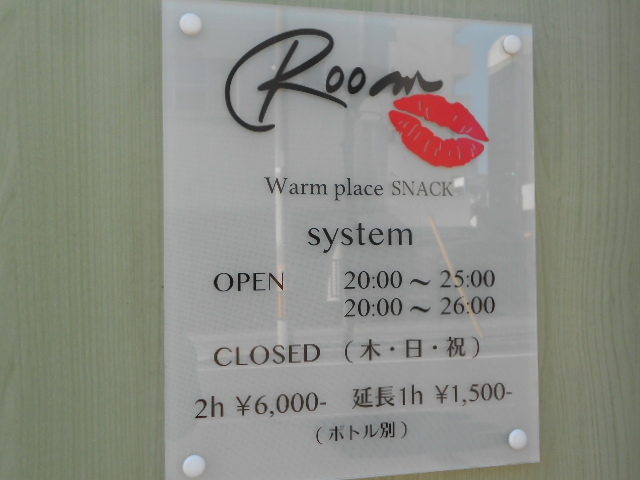 Room
Warm place SNACK
system
OPEN 20:00 〜 25:00
20:00 〜 26:00
CLOSED (木・日・祝)
2h ¥6,000- 延長1h ¥1,500-
(ボトル別)